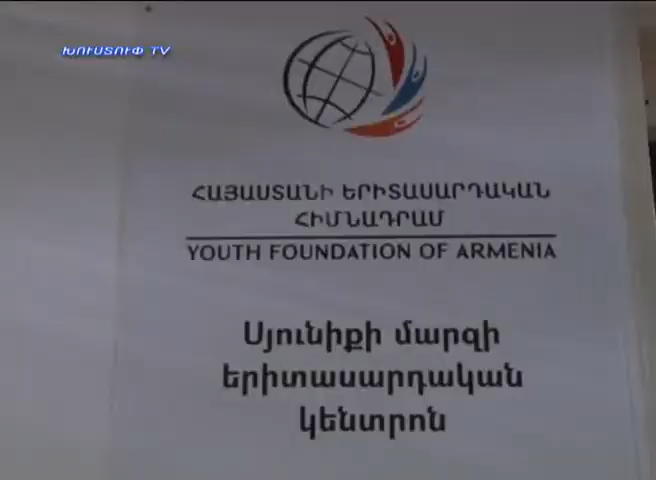 ԽՈՒՍՏՈՒՓ TV
ՀԱՅԱՍՏԱՆԻ ԵՐԻՏԱՍԱՐԴԱԿԱՆ
ՀԻՄՆԱԴՐԱՄ
YOUTH FOUNDATION OF ARMENIA
Սյունիքի մարզի
երիտասարդական
կենտրոն